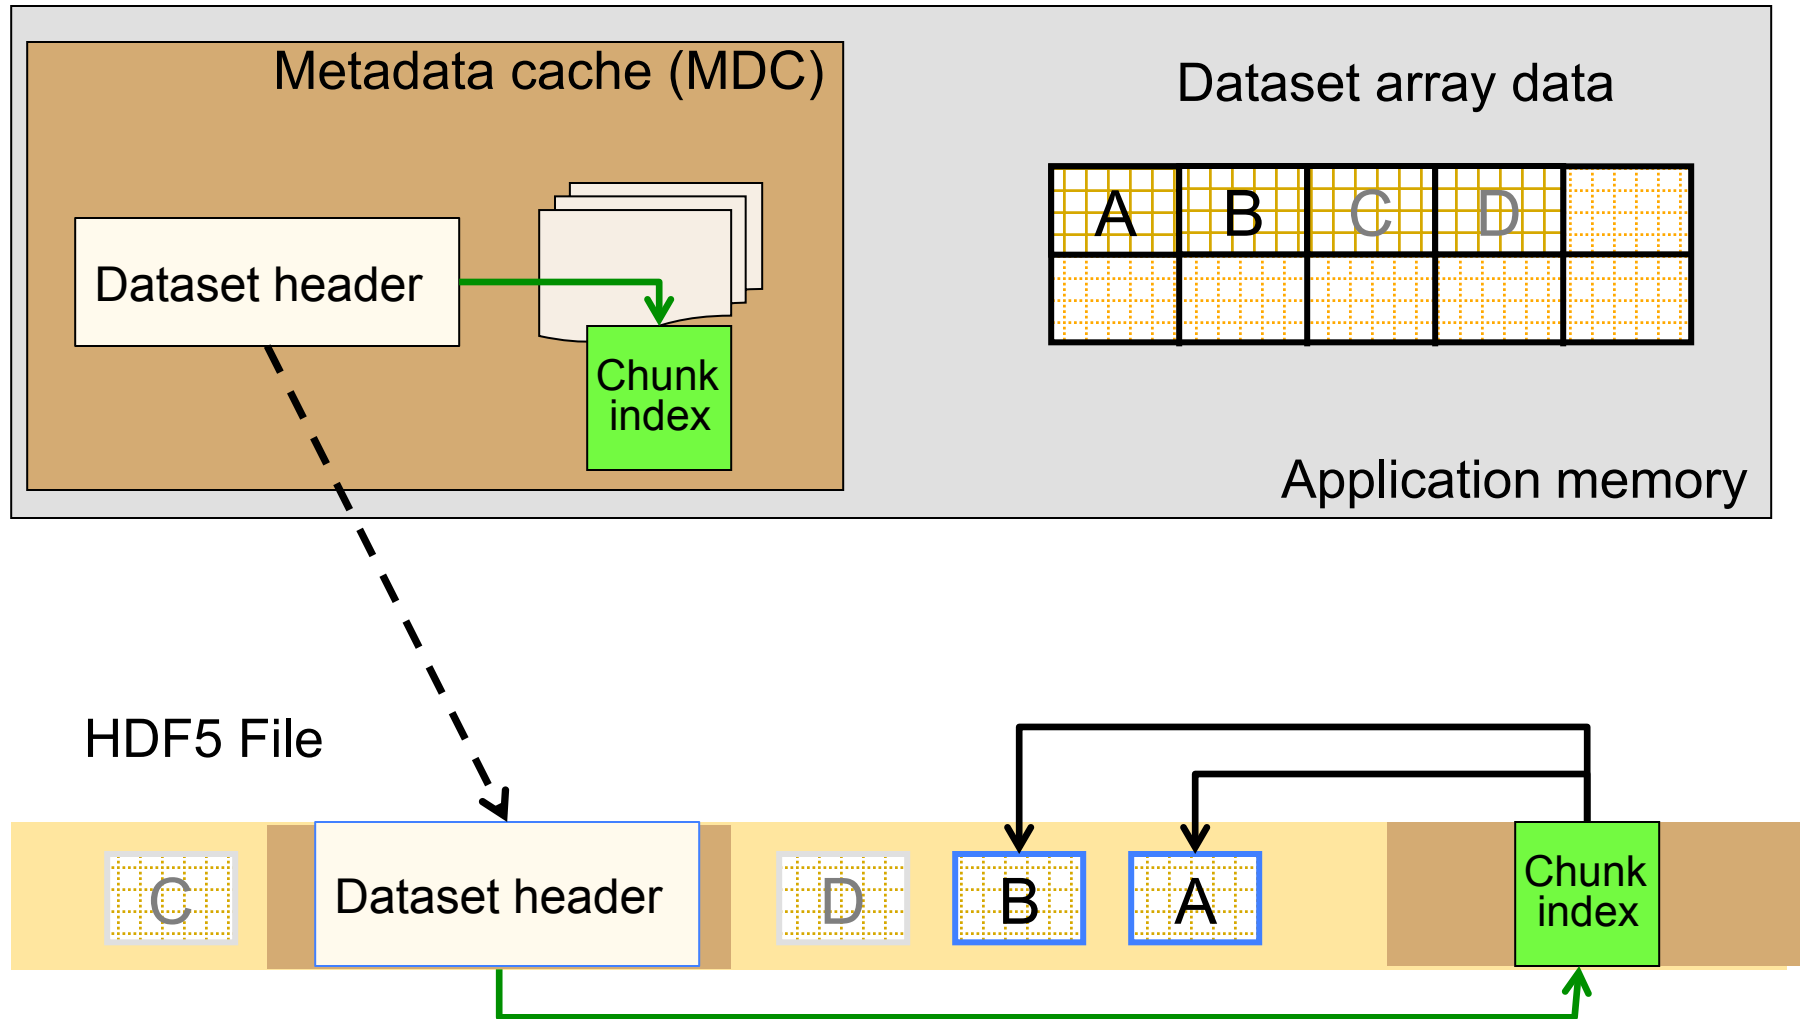 Metadata cache (MDC)
Dataset array data
A B C D
Dataset header
Chunk
index
Application memory
HDF5 File
C
Dataset header
D
B
A
Chunk
index